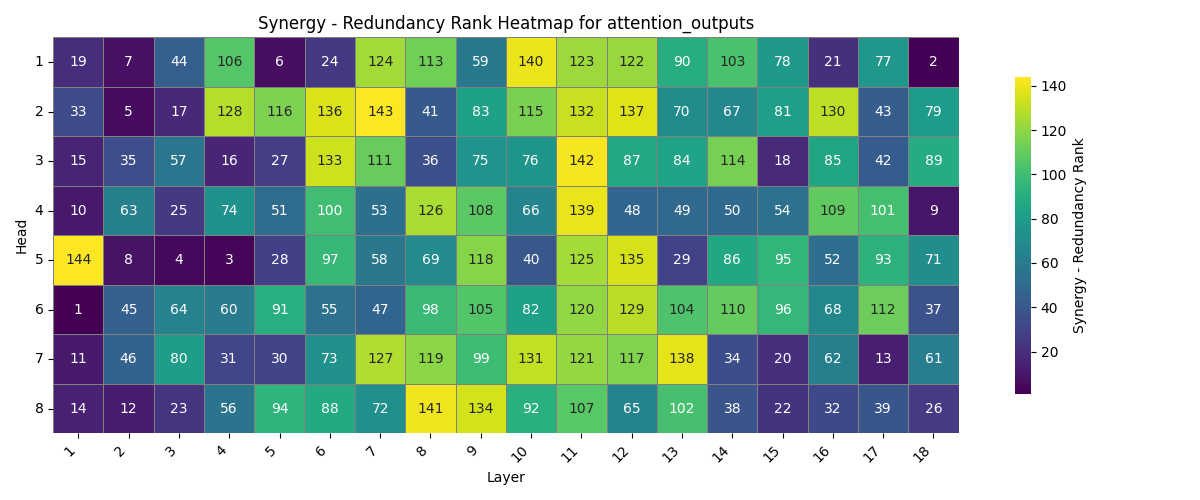 Synergy - Redundancy Rank Heatmap for attention_outputs
1 19 7 44 106 6 24 124 113 59 140 123 122 90 103 78 21 77 2
2 33 5 17 128 116 136 143 41 83 115 132 137 70 67 81 130 43 79
3 15 35 57 16 27 133 111 36 75 76 142 87 84 114 18 85 42 89
4 10 63 25 74 51 100 53 126 108 66 139 48 49 50 54 109 101 9
5 144 8 4 3 28 97 58 69 118 40 125 135 29 86 95 52 93 71
6 1 45 64 60 91 55 47 98 105 82 120 129 104 110 96 68 112 37
7 11 46 80 31 30 73 127 119 99 131 121 117 138 34 20 62 13 61
8 14 12 23 56 94 88 72 141 134 92 107 65 102 38 22 32 39 26
1 2 3 4 5 6 7 8 9 10 11 12 13 14 15 16 17 18
Layer
Head
140
120
100
80
60
40
20
Synergy - Redundancy Rank